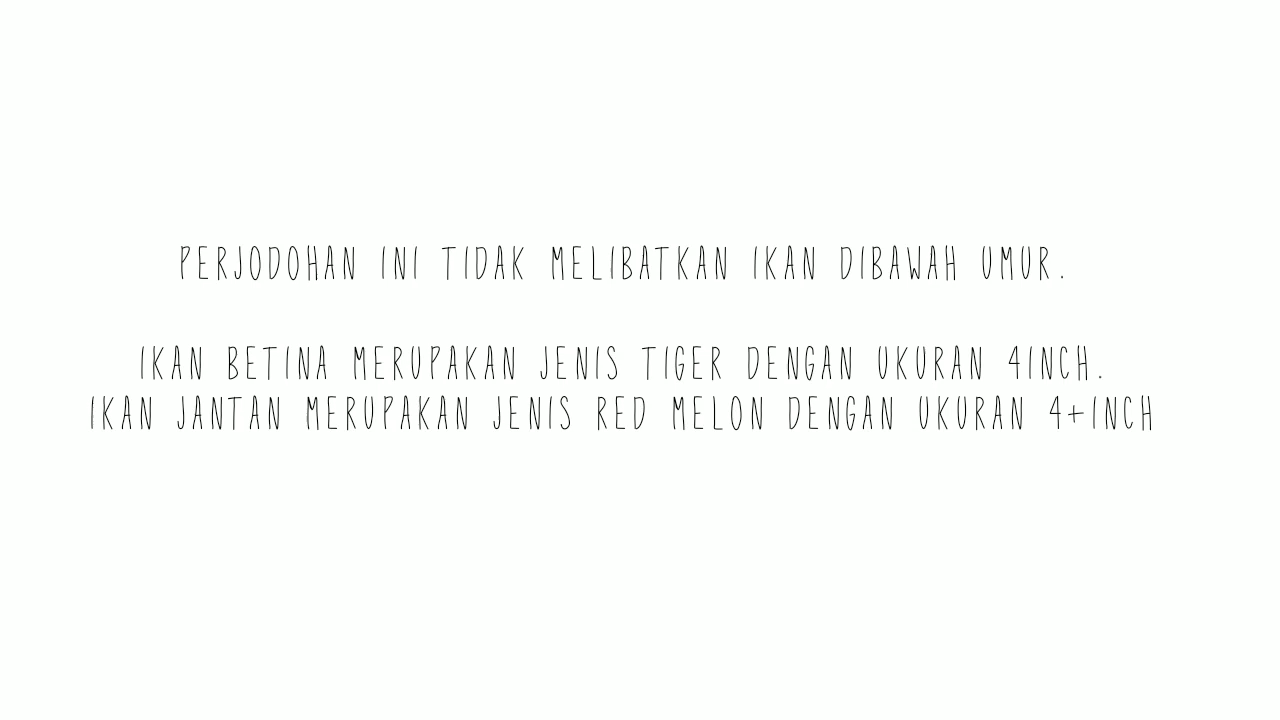 PERJODOHAN INI TIDAK MELIBATKAN IKAN DIBAWAH UMUR.
IKAN BETINA MERUPAKAN JENIS TIGER DENGAN UKURAN 4INCH.
IKAN JANTAN MERUPAKAN JENIS RED MELON DENGAN UKURAN 4+INCH